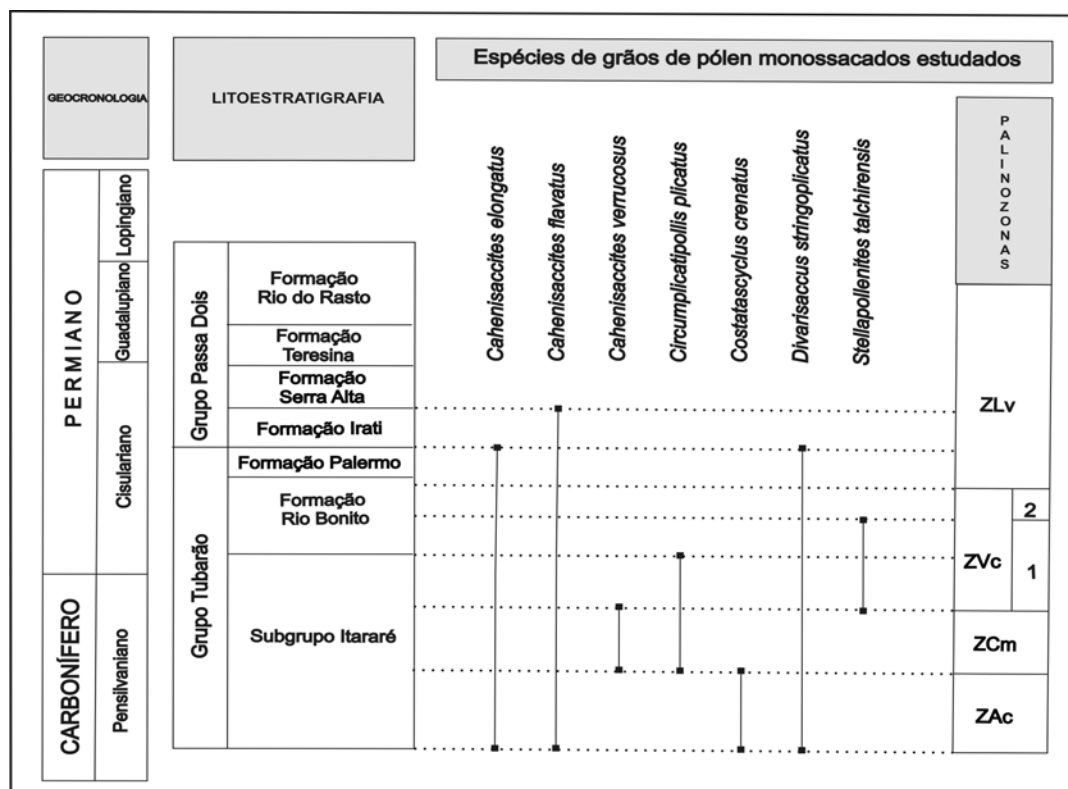 Espécies de grãos de pólen monossacados estudados
GEOCRONOLOGIA
LITOESTRATIGRAFIA
PALINOZONAS
Cahenisaccites elongatus
Cahenisaccites flavatus
Cahenisaccites verrucosus
Circumplicatipollis plicatus
Costatascyclus crenatus
Divarisaccus stringoplicatus
Stellapollenites talchirensis
PERMIANO
Lopingiano
Guadalupiano
Cisulariano
CARBONÍFERO
Pensilvaniano
Grupo Passa Dois
Formação
Rio do Rasto
Formação
Teresina
Formação
Serra Alta
Formação Irati
Grupo Tubarão
Formação Palermo
Formação
Rio Bonito
Subgrupo Itararé
ZLv
ZVc
2
1
ZCm
ZAc